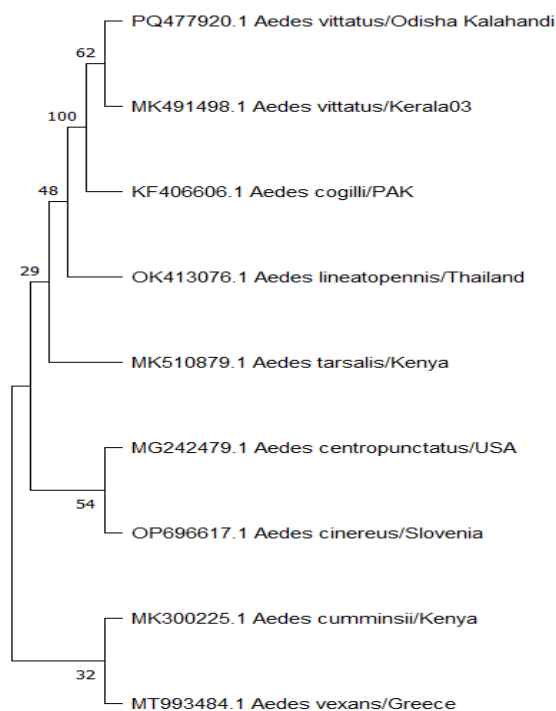 PQ477920.1 Aedes vittatus/Odisha Kalahandi
62
MK491498.1 Aedes vittatus/Kerala03
100
KF406606.1 Aedes cogilli/PAK
48
OK413076.1 Aedes lineatopennis/Thailand
29
MK510879.1 Aedes tarsalis/Kenya
MG242479.1 Aedes centropunctatus/USA
54
OP696617.1 Aedes cinereus/Slovenia
MK300225.1 Aedes cumminsii/Kenya
32
MT993484.1 Aedes vexans/Greece